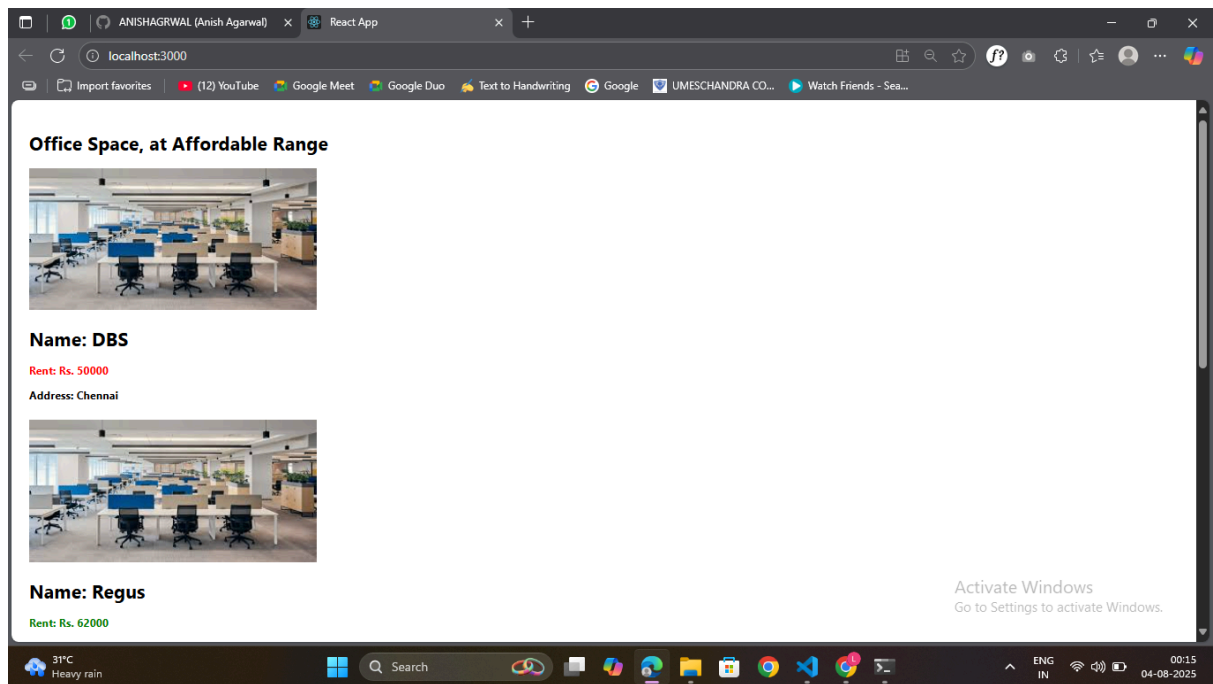 1
ANISHAGRWAL (Anish Agarwal)
React App
localhost:3000
f?
Import favorites
(12) YouTube
Google Meet
Google Duo
Text to Handwriting
Google
UMESCHANDRA CO...
Watch Friends - Sea...
Office Space, at Affordable Range
Name: DBS
Rent: Rs. 50000
Address: Chennai
Name: Regus
Rent: Rs. 62000
Activate Windows
Go to Settings to activate Windows.
31°C
Heavy rain
Search
L
ENG
IN
00:15
04-08-2025